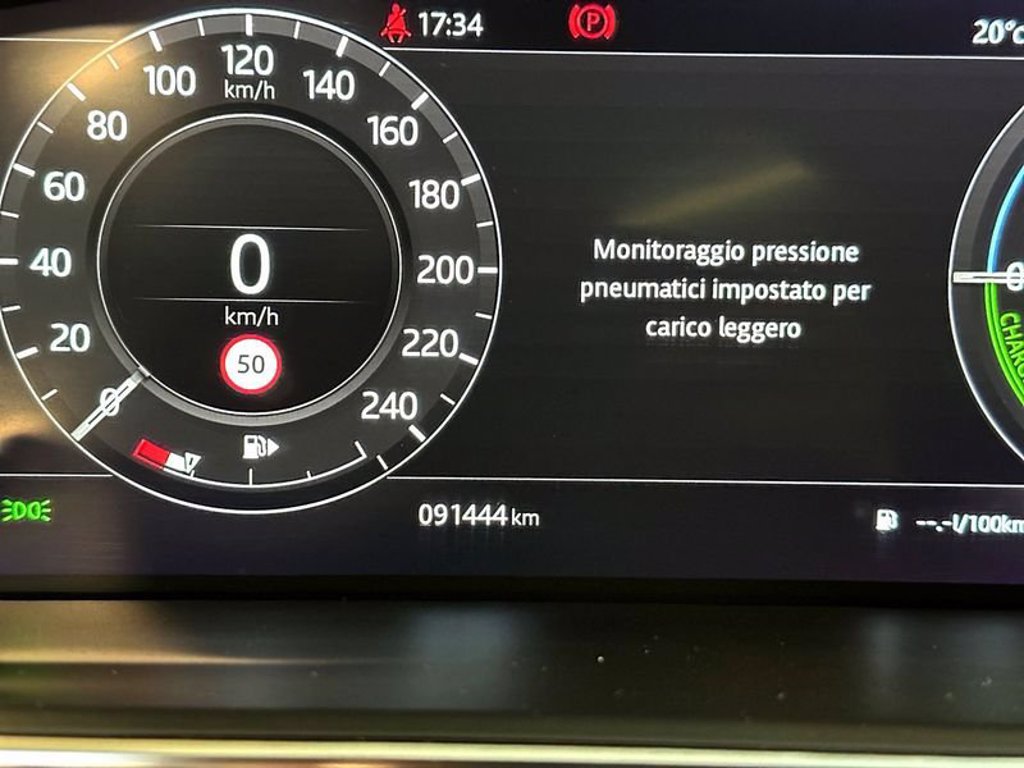 17:34
P
20°c
120
km/h
100
140
80
160
60
180
40
200
20
220
0
240
0
km/h
50
Monitoraggio pressione
pneumatici impostato per
carico leggero
0
091444 km
--.-l/100km